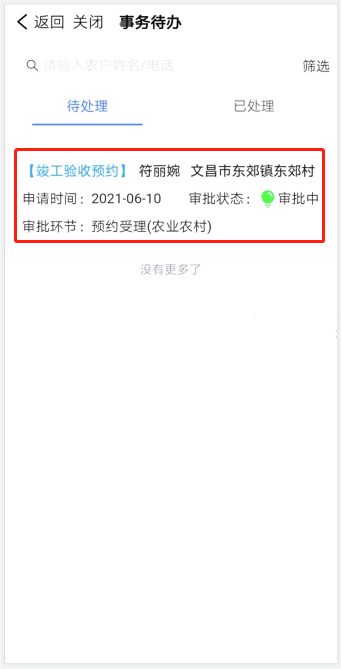 返回 关闭 事务待办
请输入农户姓名/电话 筛选
待处理 已处理
【竣工验收预约】 符丽婉 文昌市东郊镇东郊村
申请时间：2021-06-10 审批状态：审批中
审批环节：预约受理(农业农村)
没有更多了